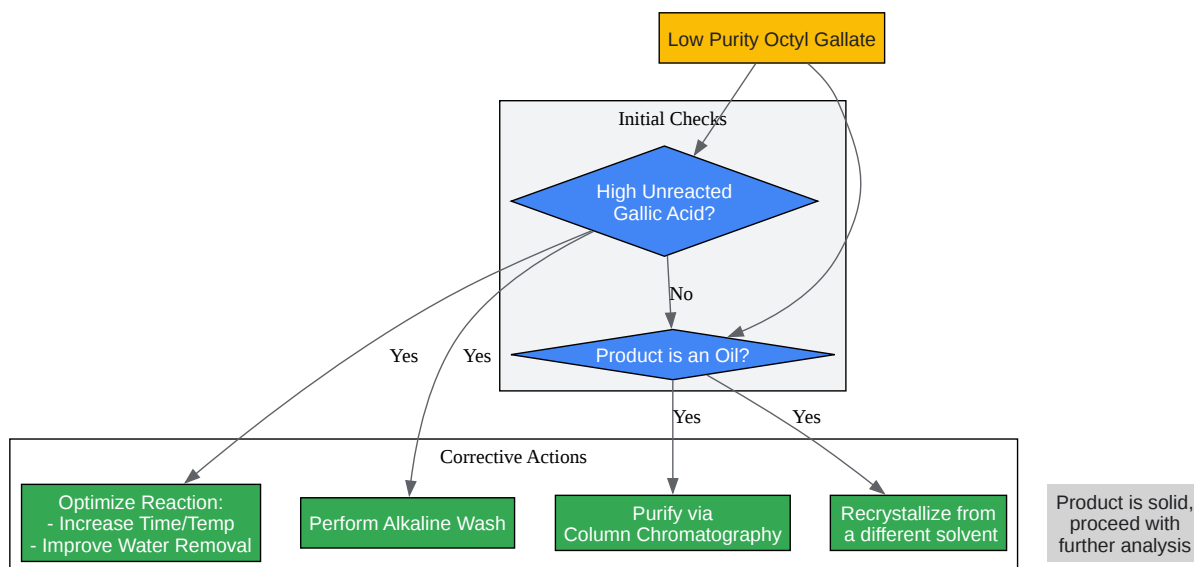 Low Purity Octyl Gallate
Initial Checks
High Unreacted
Gallic Acid?
No
Yes
Yes
Product is an Oil?
Yes
Yes
Corrective Actions
Optimize Reaction:
- Increase Time/Temp
- Improve Water Removal
Perform Alkaline Wash
Purify via
Column Chromatography
Recrystallize from
a different solvent
Product is solid,
proceed with
further analysis